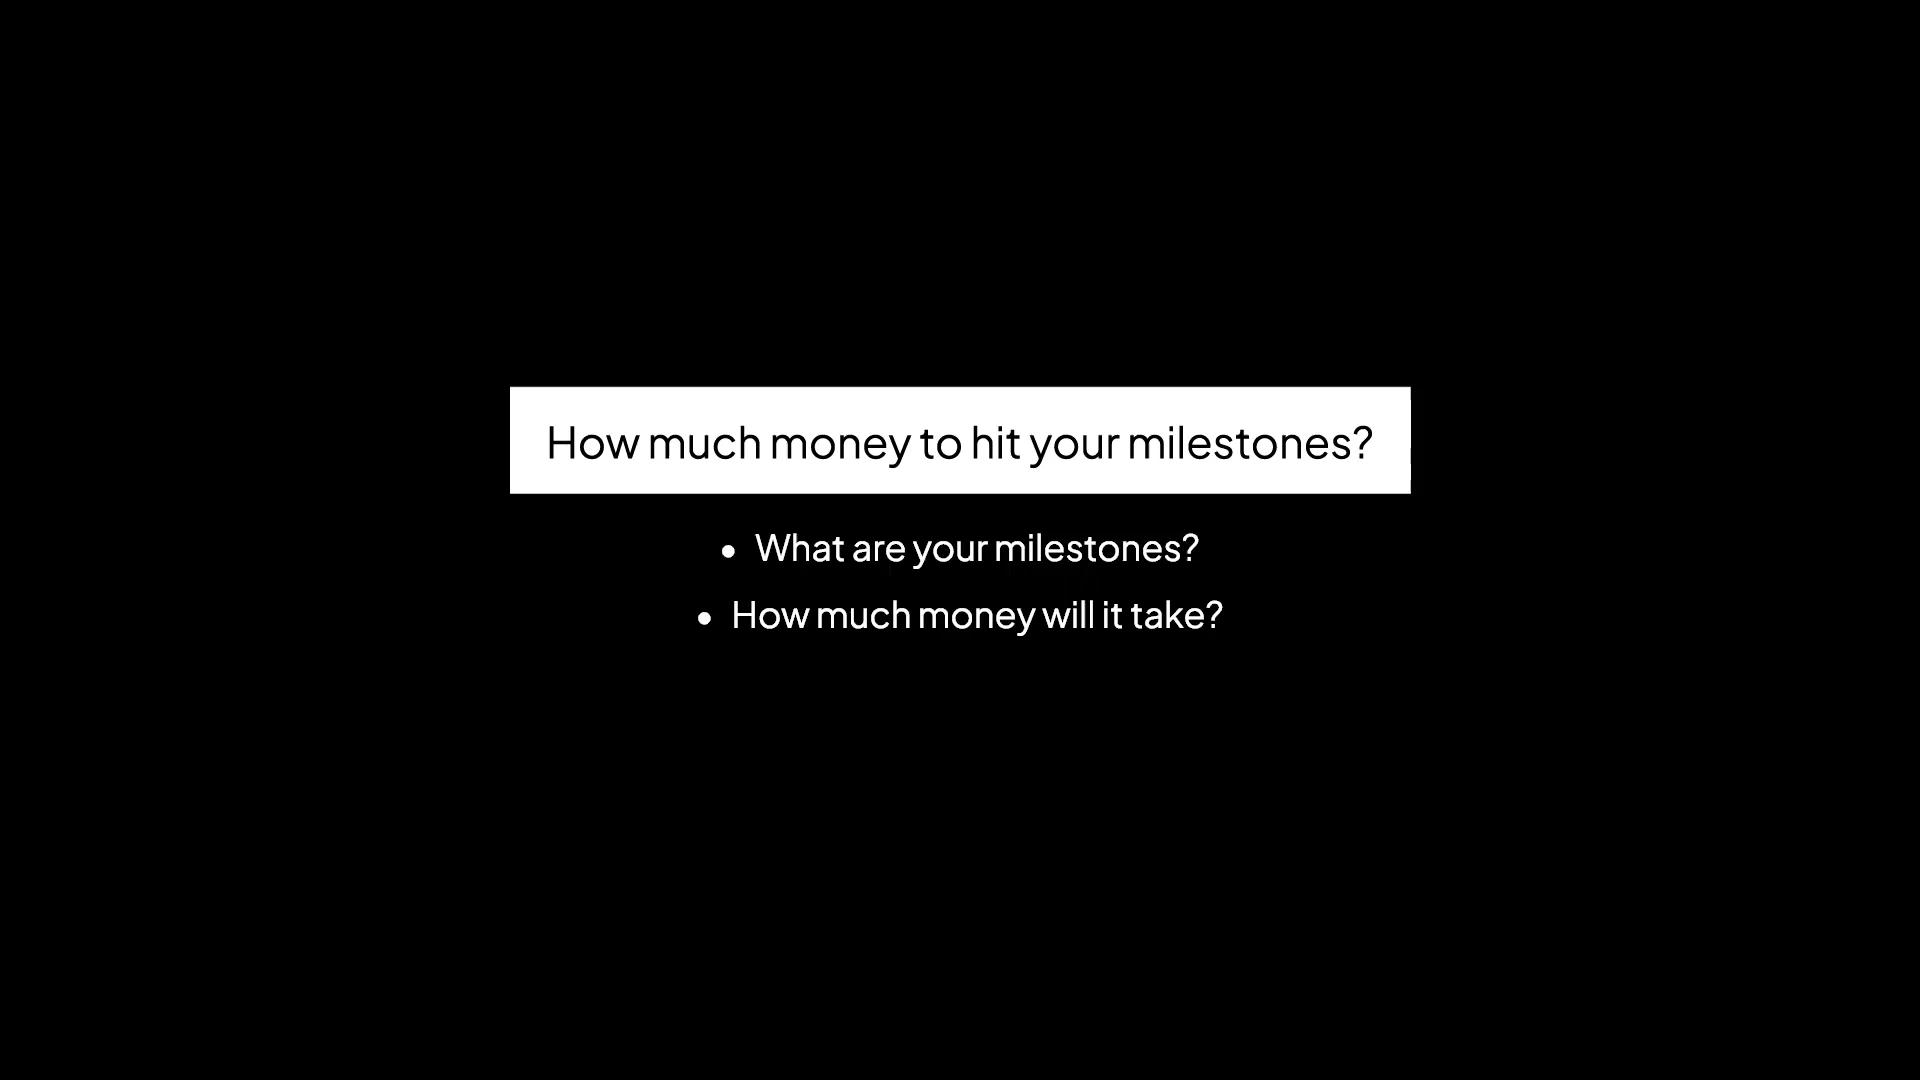 How much money to hit your milestones?
• What are your milestones?
• How much money will it take?